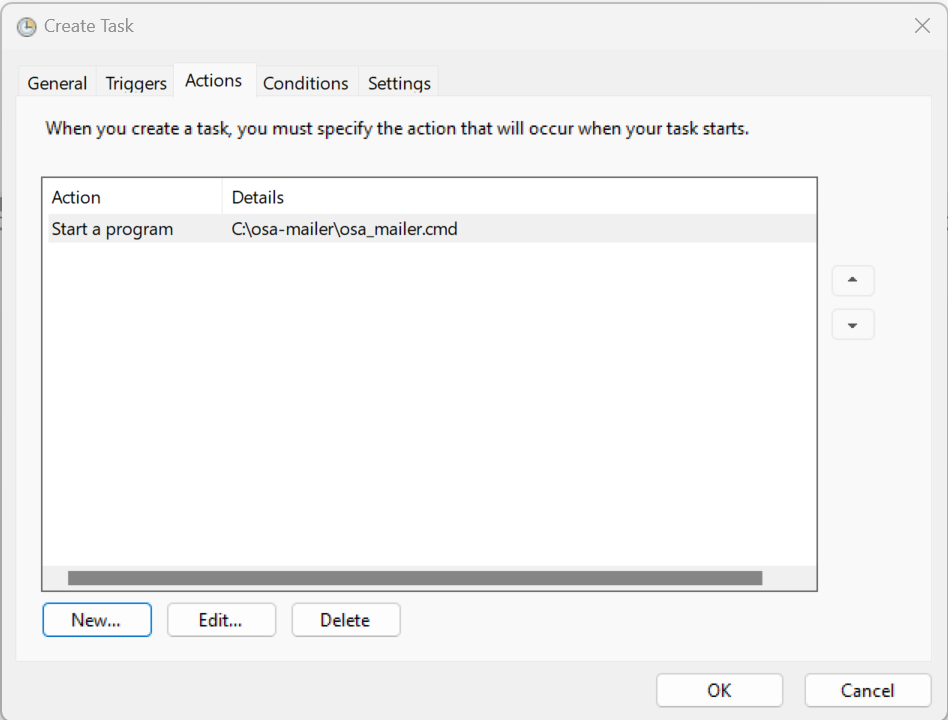 Create Task
General Triggers Actions Conditions Settings
When you create a task, you must specify the action that will occur when your task starts.
Action Details
Start a program C:\osa-mailer\osa_mailer.cmd
New... Edit... Delete
OK Cancel